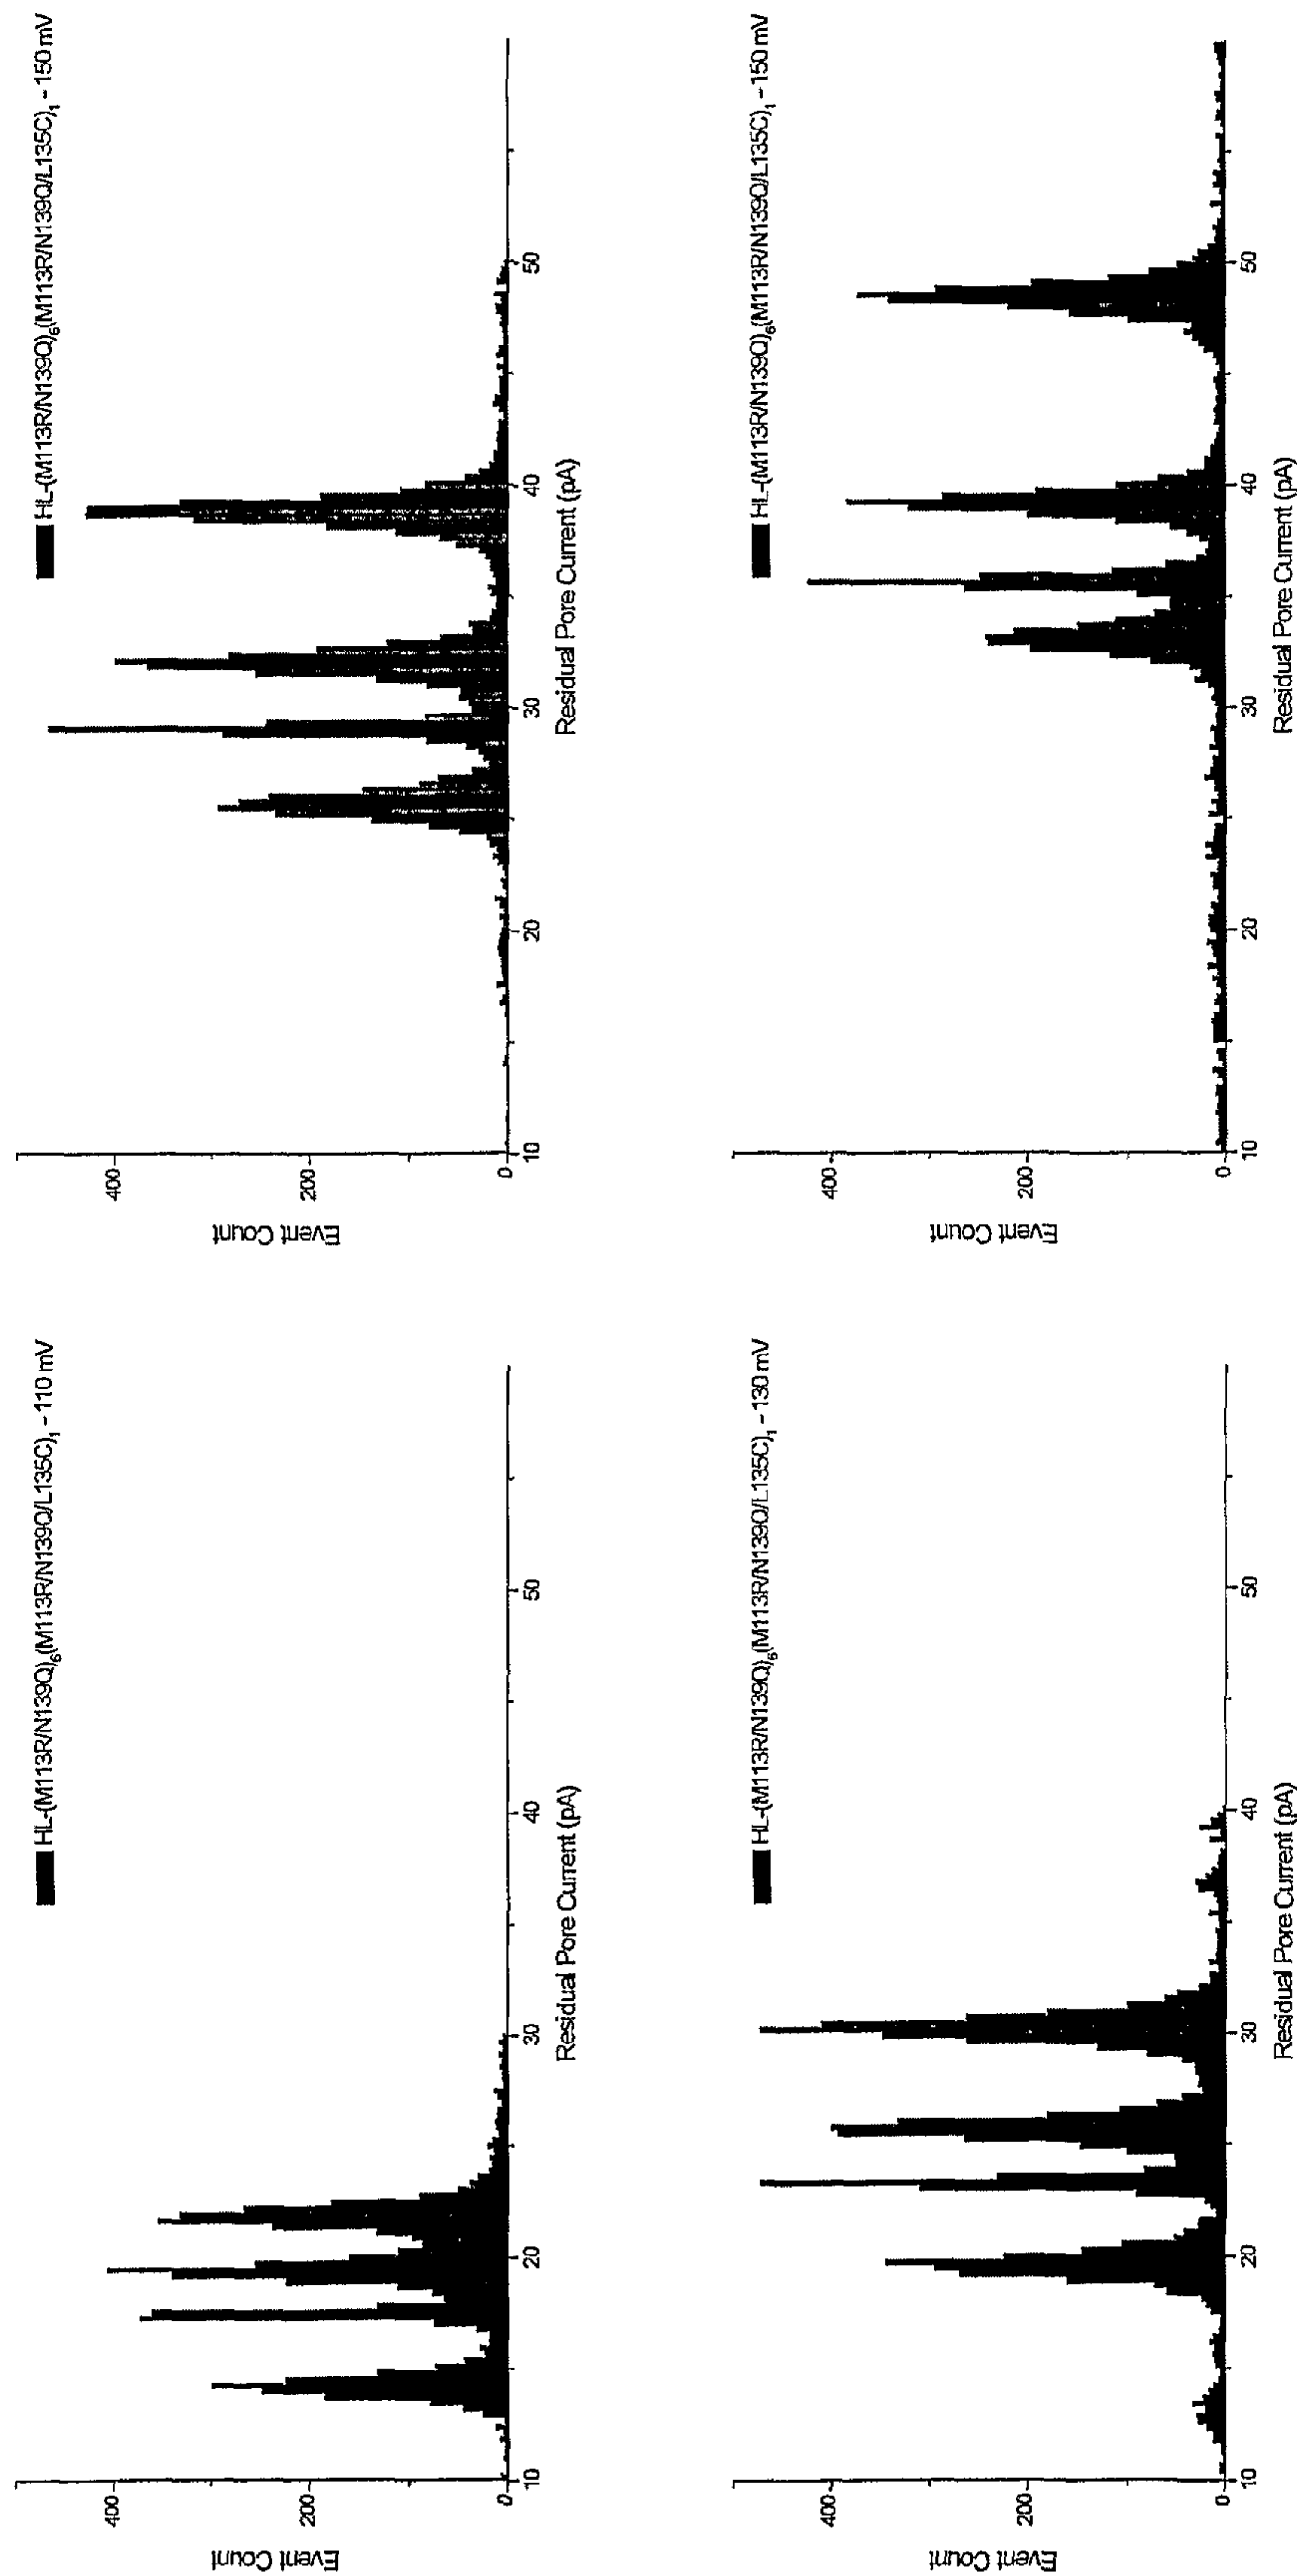 HL-(M113R/N139Q)₆(M113R/N139Q/L135C)₁ - 110 mV
Event Count
400
200
0
10
20
30
40
50
Residual Pore Current (pA)
HL-(M113R/N139Q)₆(M113R/N139Q/L135C)₁ - 130 mV
Event Count
400
200
0
10
20
30
40
50
Residual Pore Current (pA)
HL-(M113R/N139Q)₆(M113R/N139Q/L135C)₁ - 150 mV
Event Count
400
200
0
10
20
30
40
50
Residual Pore Current (pA)
HL-(M113R/N139Q)₆(M113R/N139Q/L135C)₁ - 150 mV
Event Count
400
200
0
10
20
30
40
50
Residual Pore Current (pA)